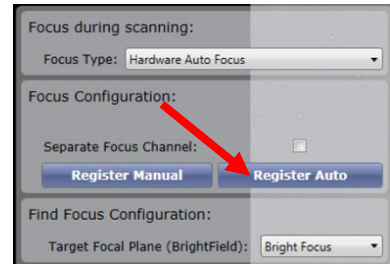 Focus during scanning:
Focus Type: Hardware Auto Focus
Focus Configuration:
Separate Focus Channel:
Register Manual Register Auto
Find Focus Configuration:
Target Focal Plane (BrightField): Bright Focus